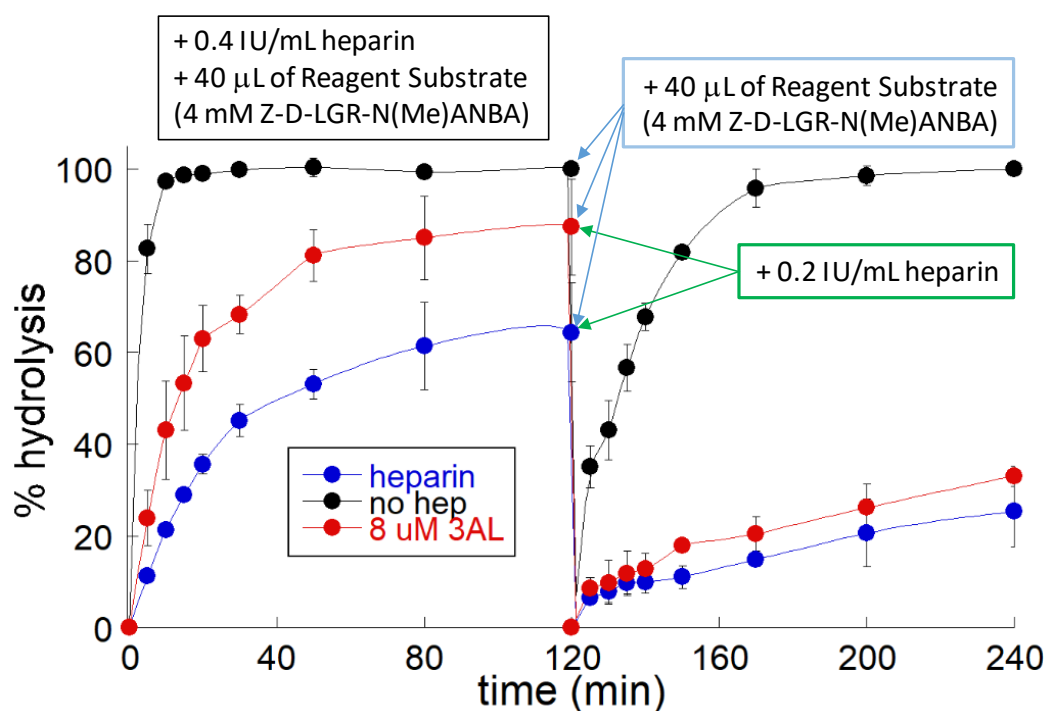 + 0.4 IU/mL heparin
+ 40 μL of Reagent Substrate
(4 mM Z-D-LGR-N(Me)ANBA)
+ 40 μL of Reagent Substrate
(4 mM Z-D-LGR-N(Me)ANBA)
+ 0.2 IU/mL heparin
% hydrolysis
100
80
60
40
20
0
heparin
no hep
8 uM 3AL
0 40 80 120 160 200 240
time (min)